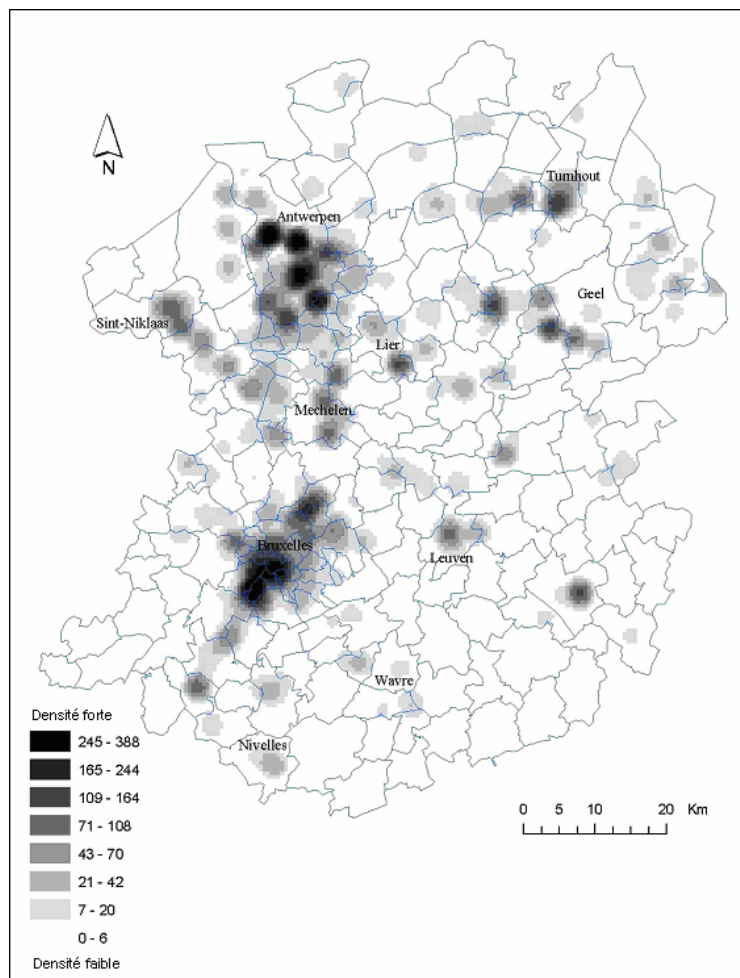 N
Turnhout
Antwerpen
Geel
Sint-Niklaas
Lier
Mechelen
Bruxelles
Leuven
Wavre
Nivelles
Densité forte
245 - 388
165 - 244
109 - 164
71 - 108
43 - 70
21 - 42
7 - 20
0 - 6
Densité faible
0 5 10 20 Km